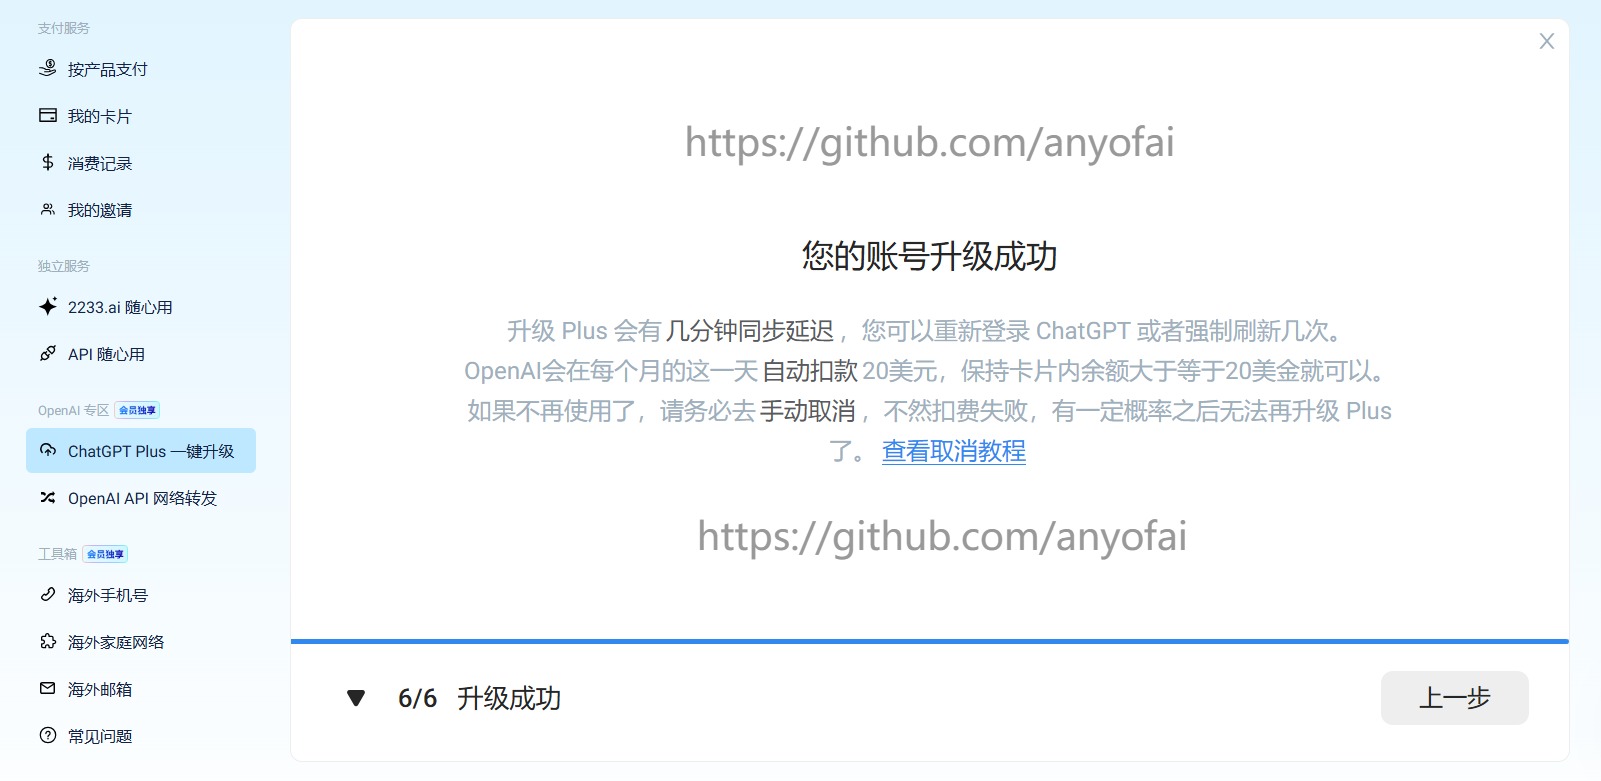 支付服务
按产品支付
我的卡片
消费记录
我的邀请
独立服务
2233.ai 随心用
API 随心用
OpenAI 专区 会员独享
ChatGPT Plus 一键升级
OpenAI API 网络转发
工具箱 会员独享
海外手机号
海外家庭网络
海外邮箱
常见问题
https://github.com/anyofai
您的账号升级成功
升级 Plus 会有 几分钟同步延迟 ，您可以重新登录 ChatGPT 或者强制刷新几次。
OpenAI会在每个月的这一天 自动扣款 20美元，保持卡片内余额大于等于20美金就可以。
如果不再使用了，请务必去 手动取消 ，不然扣费失败，有一定概率之后无法再升级 Plus
了。 查看取消教程
https://github.com/anyofai
6/6 升级成功
上一步